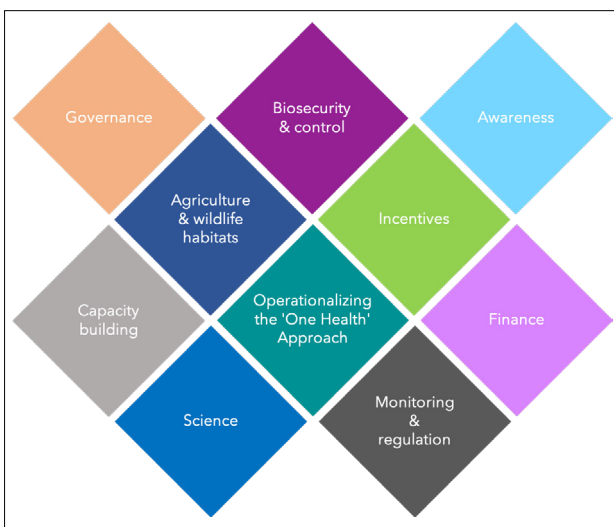 Governance
Biosecurity
& control
Awareness
Agriculture
& wildlife
habitats
Incentives
Capacity
building
Operationalizing
the 'One Health'
Approach
Finance
Science
Monitoring
&
regulation